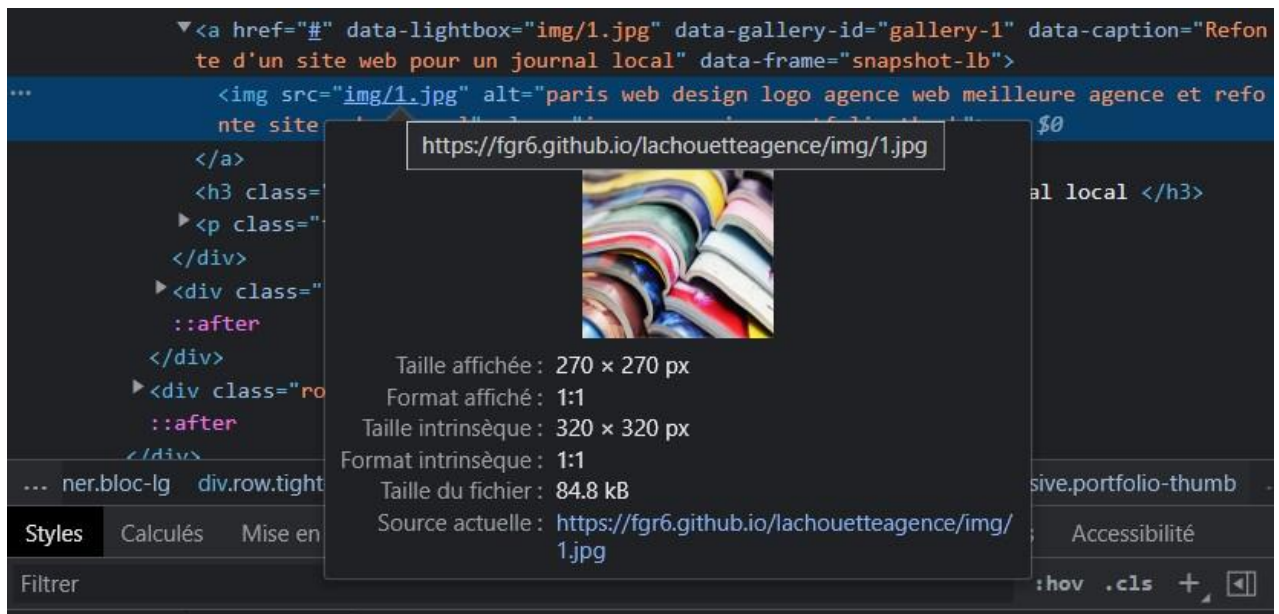 ▼<a href="#" data-lightbox="img/1.jpg" data-gallery-id="gallery-1" data-caption="Refon
te d'un site web pour un journal local" data-frame="snapshot-lb">
... <img src="img/1.jpg" alt="paris web design logo agence web meilleure agence et refo
nte site $0
https://fgr6.github.io/lachouetteagence/img/1.jpg
</a>
<h3 class=" al local </h3>
▶<p class="
</div>
▶<div class="
::after
</div>
▶<div class="ro
::after
</div>
Taille affichée : 270 × 270 px
Format affiché : 1:1
Taille intrinsèque : 320 × 320 px
Format intrinsèque : 1:1
Taille du fichier : 84.8 kB
Source actuelle : https://fgr6.github.io/lachouetteagence/img/
1.jpg
... ner.bloc-lg div.row.tight sive.portfolio-thumb
Styles Calculés Mise en Accessibilité
Filtrer :hov .cls +